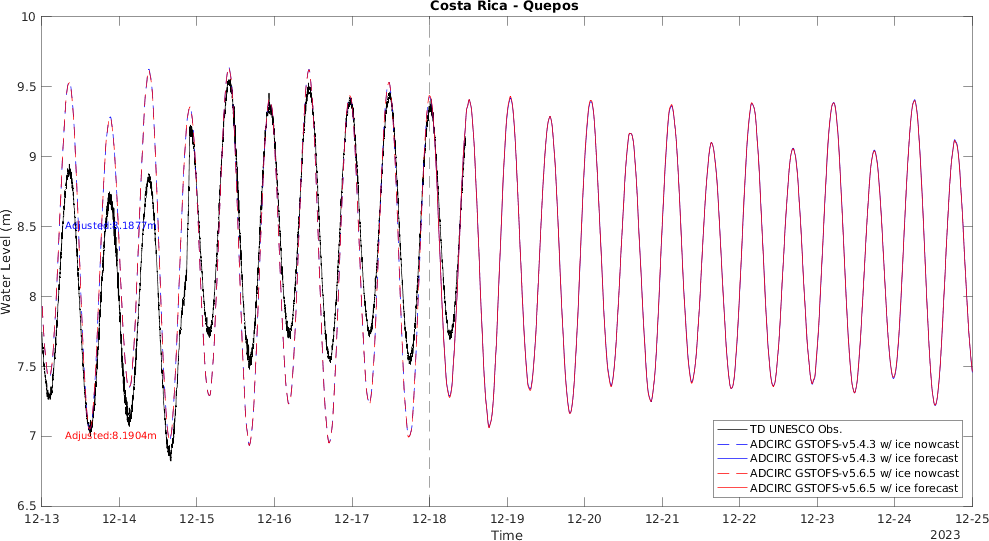 Costa Rica - Quepos
Water Level (m)
10
9.5
9
8.5
8
7.5
7
6.5
Adjusted:8.1877m
Adjusted:8.1904m
TD UNESCO Obs.
ADCIRC GSTOFS-v5.4.3 w/ ice nowcast
ADCIRC GSTOFS-v5.4.3 w/ ice forecast
ADCIRC GSTOFS-v5.6.5 w/ ice nowcast
ADCIRC GSTOFS-v5.6.5 w/ ice forecast
12-13 12-14 12-15 12-16 12-17 12-18 12-19 12-20 12-21 12-22 12-23 12-24 12-25
Time
2023